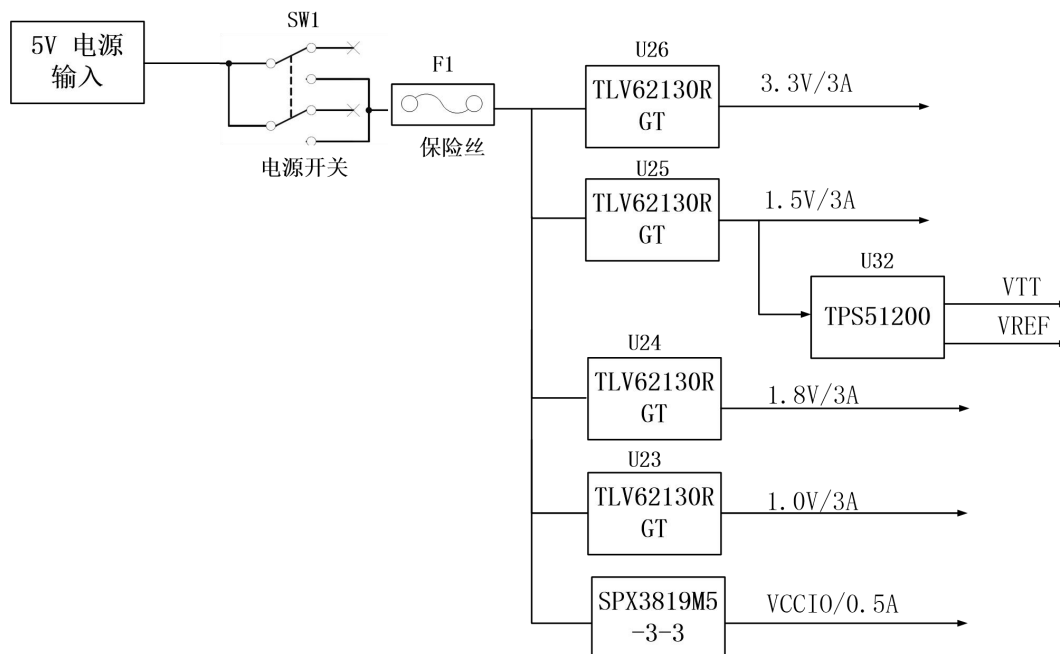 SW1
5V 电源
输入
电源开关
F1
保险丝
U26
TLV62130R
GT
3.3V/3A
U25
TLV62130R
GT
1.5V/3A
U32
TPS51200
VTT
VREF
U24
TLV62130R
GT
1.8V/3A
U23
TLV62130R
GT
1.0V/3A
SPX3819M5
-3-3
VCCIO/0.5A